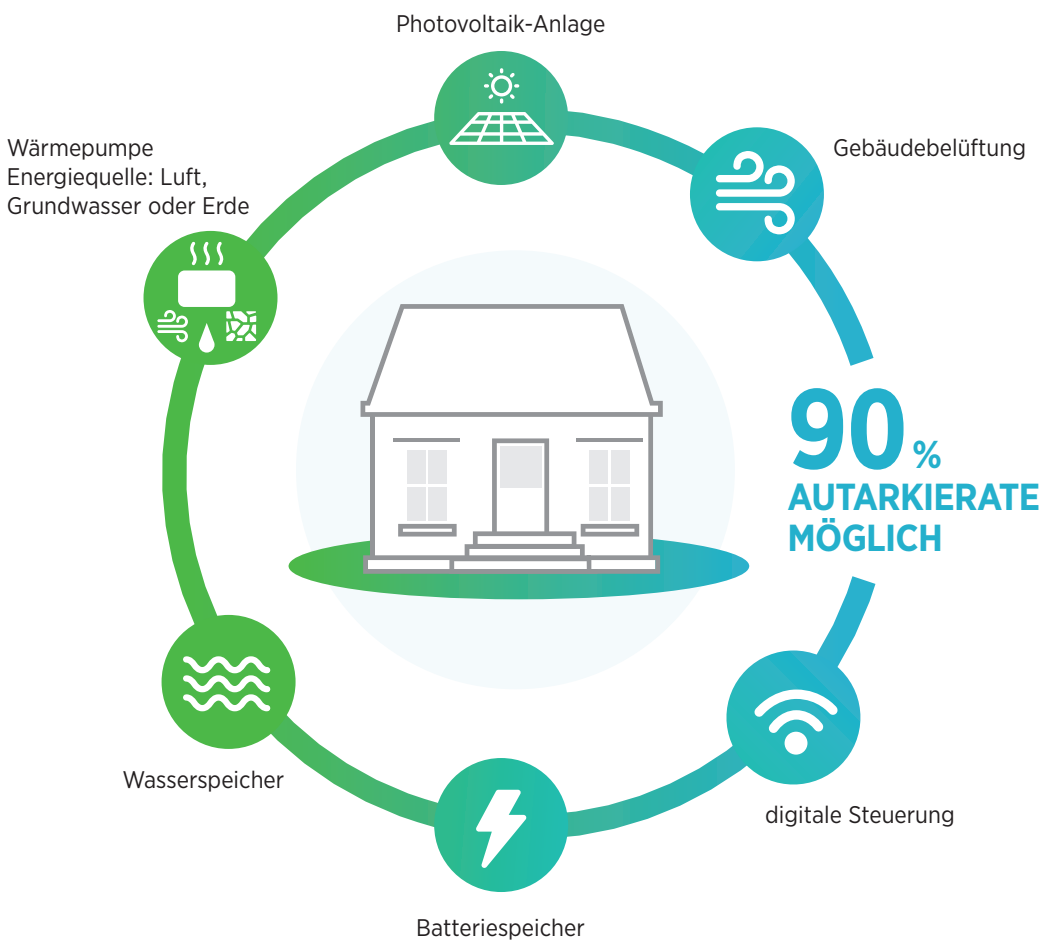 Photovoltaik-Anlage
Wärmepumpe
Energiequelle: Luft,
Grundwasser oder Erde
Gebäudebelüftung
90 %
AUTARKIERATE
MÖGLICH
Wasserspeicher
digitale Steuerung
Batteriespeicher